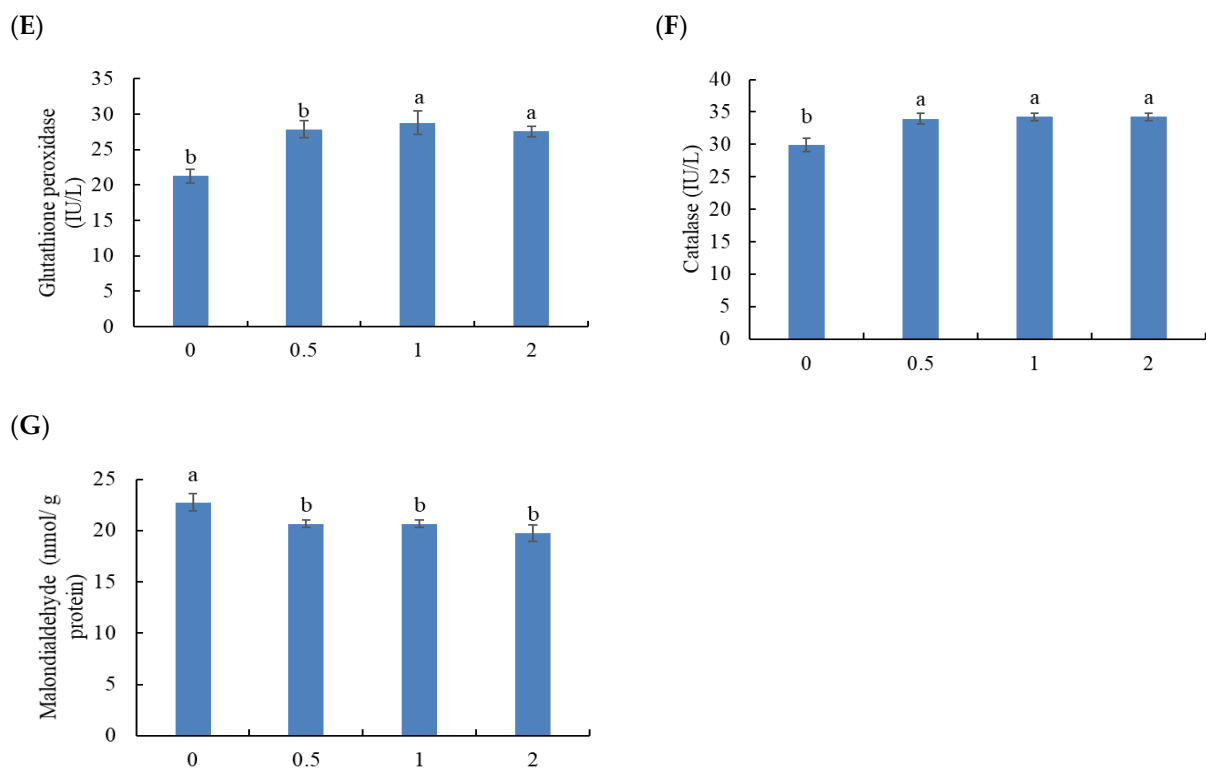 (E)
Glutathione peroxidase
(IU/L)
35
30
25
20
15
10
5
0
b
b
a
a
0 0.5 1 2
(F)
Catalase (IU/L)
40
35
30
25
20
15
10
5
0
b
a
a
a
0 0.5 1 2
(G)
Malondialdehyde (nmol/ g
protein)
25
20
15
10
5
0
a
b
b
b
0 0.5 1 2